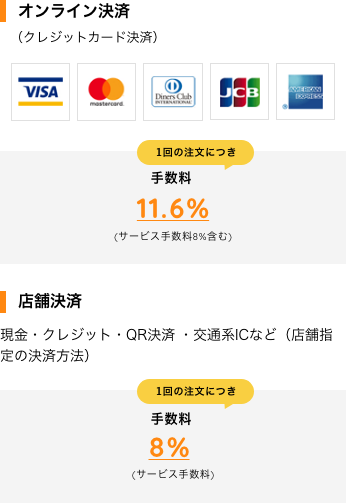 オンライン決済
（クレジットカード決済）
VISA
mastercard.
Diners Club
INTERNATIONAL
JCB
AMERICAN
EXPRESS
1回の注文につき
手数料
11.6%
(サービス手数料8%含む)
店舗決済
現金・クレジット・QR決済 ・交通系ICなど（店舗指
定の決済方法）
1回の注文につき
手数料
8%
(サービス手数料)